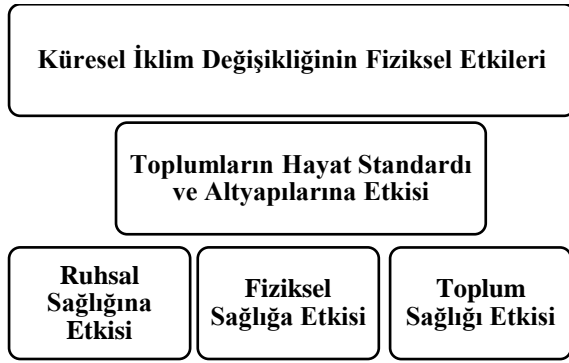 Küresel İklim Değişikliğinin Fiziksel Etkileri
Toplumların Hayat Standardı
ve Altyapılarına Etkisi
Ruhsal
Sağlığına
Etkisi
Fiziksel
Sağlığa Etkisi
Toplum
Sağlığı Etkisi